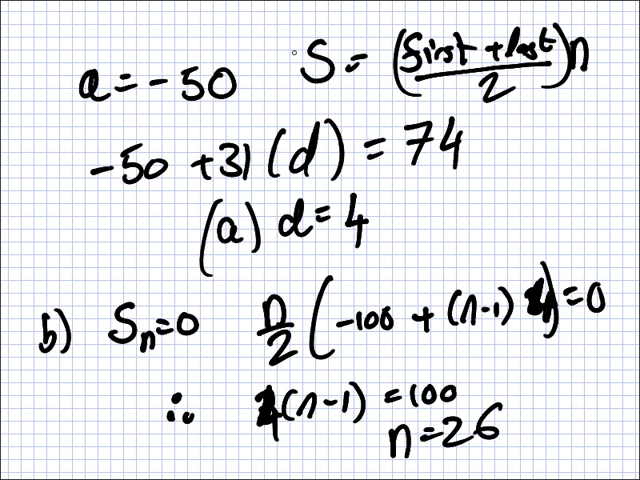 a = -50   S = (first + last / 2) n
-50 + 31 (d) = 74
(a) d = 4
b) Sn = 0   n/2 (-100 + (n-1) 4) = 0
∴ 4(n-1) = 100
n = 26